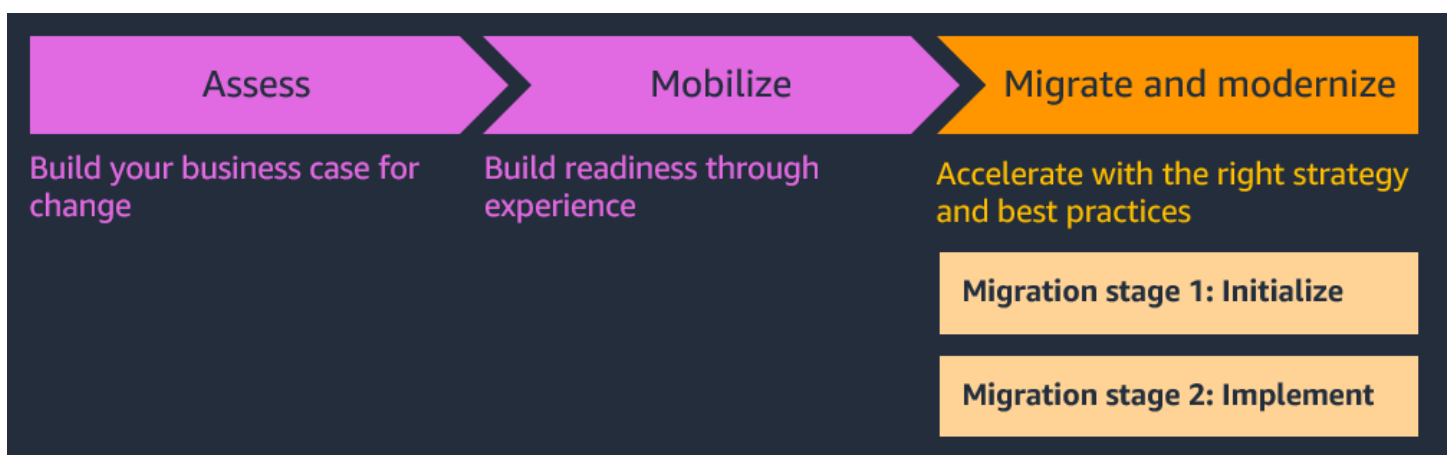 Assess
Mobilize
Migrate and modernize
Build your business case for
change
Build readiness through
experience
Accelerate with the right strategy
and best practices
Migration stage 1: Initialize
Migration stage 2: Implement